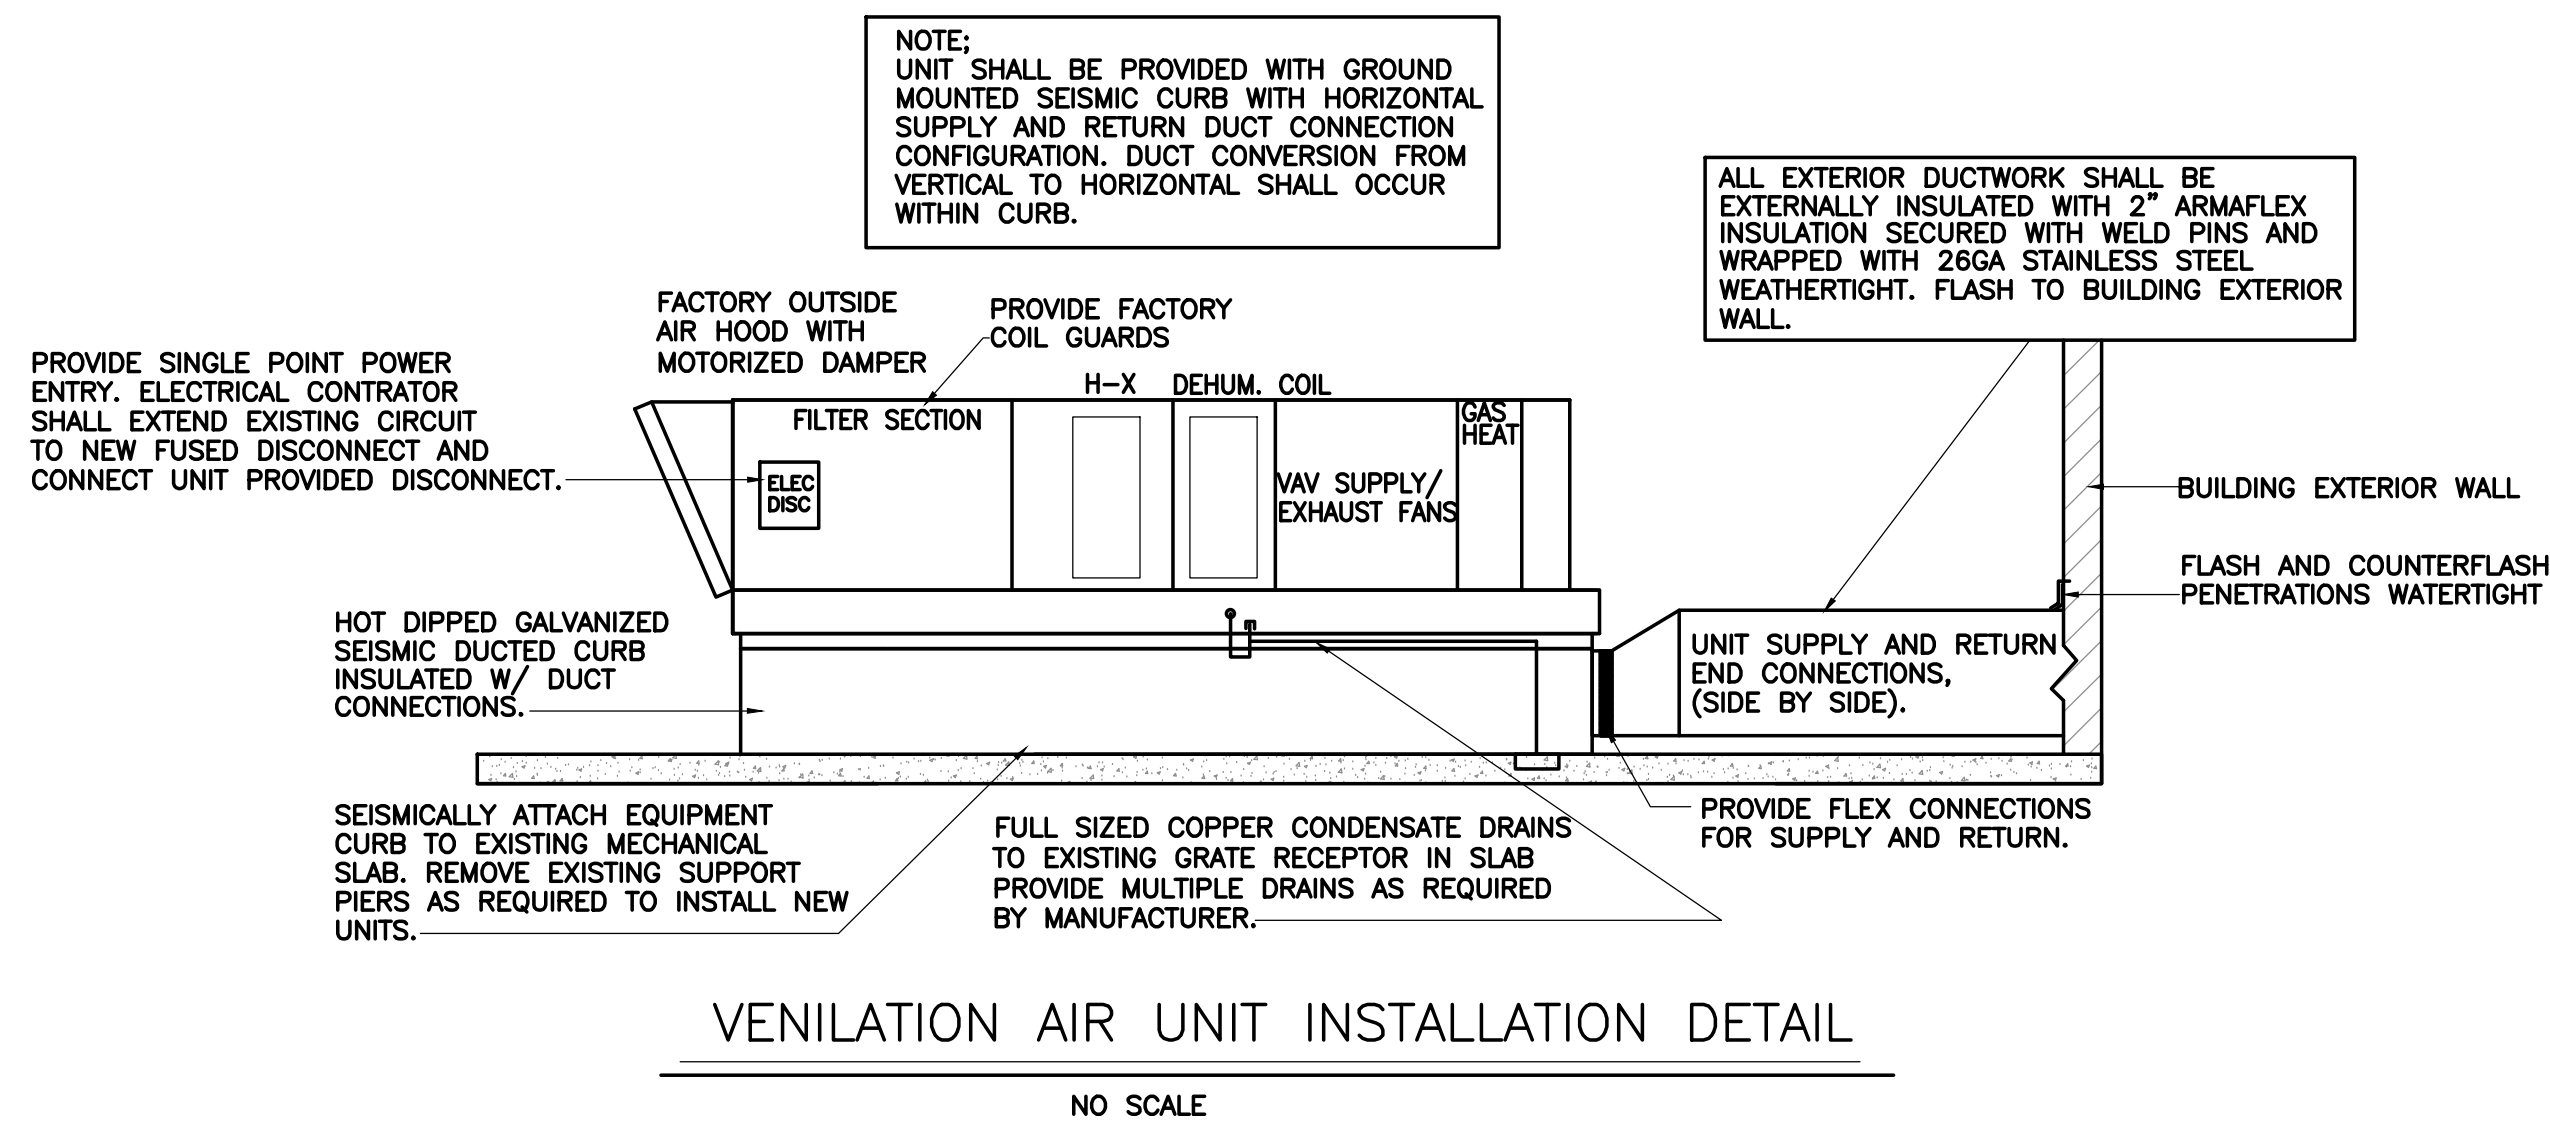 NOTE;
UNIT SHALL BE PROVIDED WITH GROUND
MOUNTED SEISMIC CURB WITH HORIZONTAL
SUPPLY AND RETURN DUCT CONNECTION
CONFIGURATION. DUCT CONVERSION FROM
VERTICAL TO HORIZONTAL SHALL OCCUR
WITHIN CURB.
ALL EXTERIOR DUCTWORK SHALL BE
EXTERNALLY INSULATED WITH 2" ARMAFLEX
INSULATION SECURED WITH WELD PINS AND
WRAPPED WITH 26GA STAINLESS STEEL
WEATHERTIGHT. FLASH TO BUILDING EXTERIOR
WALL.
FACTORY OUTSIDE
AIR HOOD WITH
MOTORIZED DAMPER
PROVIDE FACTORY
COIL GUARDS
PROVIDE SINGLE POINT POWER
ENTRY. ELECTRICAL CONTRATOR
SHALL EXTEND EXISTING CIRCUIT
TO NEW FUSED DISCONNECT AND
CONNECT UNIT PROVIDED DISCONNECT.
H-X
DEHUM. COIL
FILTER SECTION
GAS
HEAT
ELEC
DISC
VAV SUPPLY/
EXHAUST FANS
BUILDING EXTERIOR WALL
FLASH AND COUNTERFLASH
PENETRATIONS WATERTIGHT
HOT DIPPED GALVANIZED
SEISMIC DUCTED CURB
INSULATED W/ DUCT
CONNECTIONS.
UNIT SUPPLY AND RETURN
END CONNECTIONS,
(SIDE BY SIDE).
SEISMICALLY ATTACH EQUIPMENT
CURB TO EXISTING MECHANICAL
SLAB. REMOVE EXISTING SUPPORT
PIERS AS REQUIRED TO INSTALL NEW
UNITS.
FULL SIZED COPPER CONDENSATE DRAINS
TO EXISTING GRATE RECEPTOR IN SLAB
PROVIDE MULTIPLE DRAINS AS REQUIRED
BY MANUFACTURER.
PROVIDE FLEX CONNECTIONS
FOR SUPPLY AND RETURN.
VENILATION AIR UNIT INSTALLATION DETAIL
NO SCALE